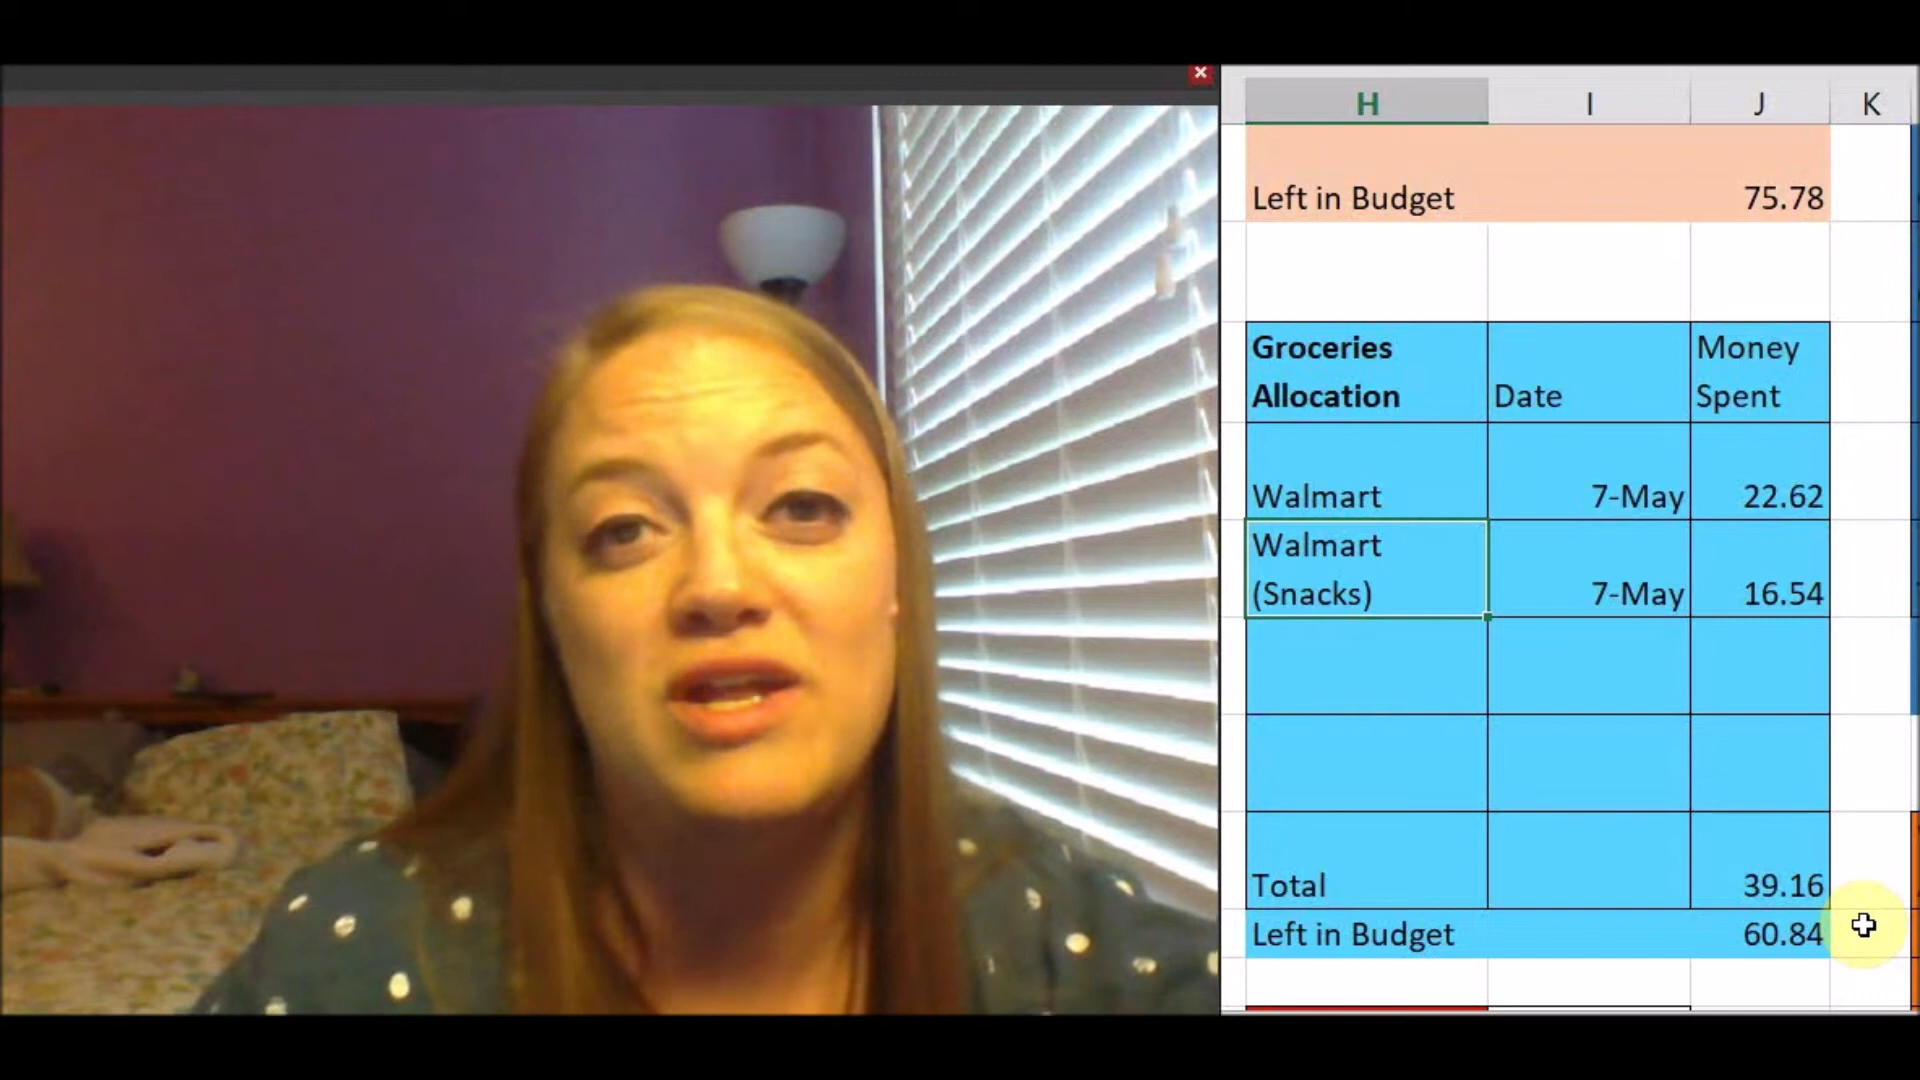 H I J K
Left in Budget 75.78
Groceries Money
Allocation Date Spent
Walmart 7-May 22.62
Walmart
(Snacks) 7-May 16.54
Total 39.16
Left in Budget 60.84